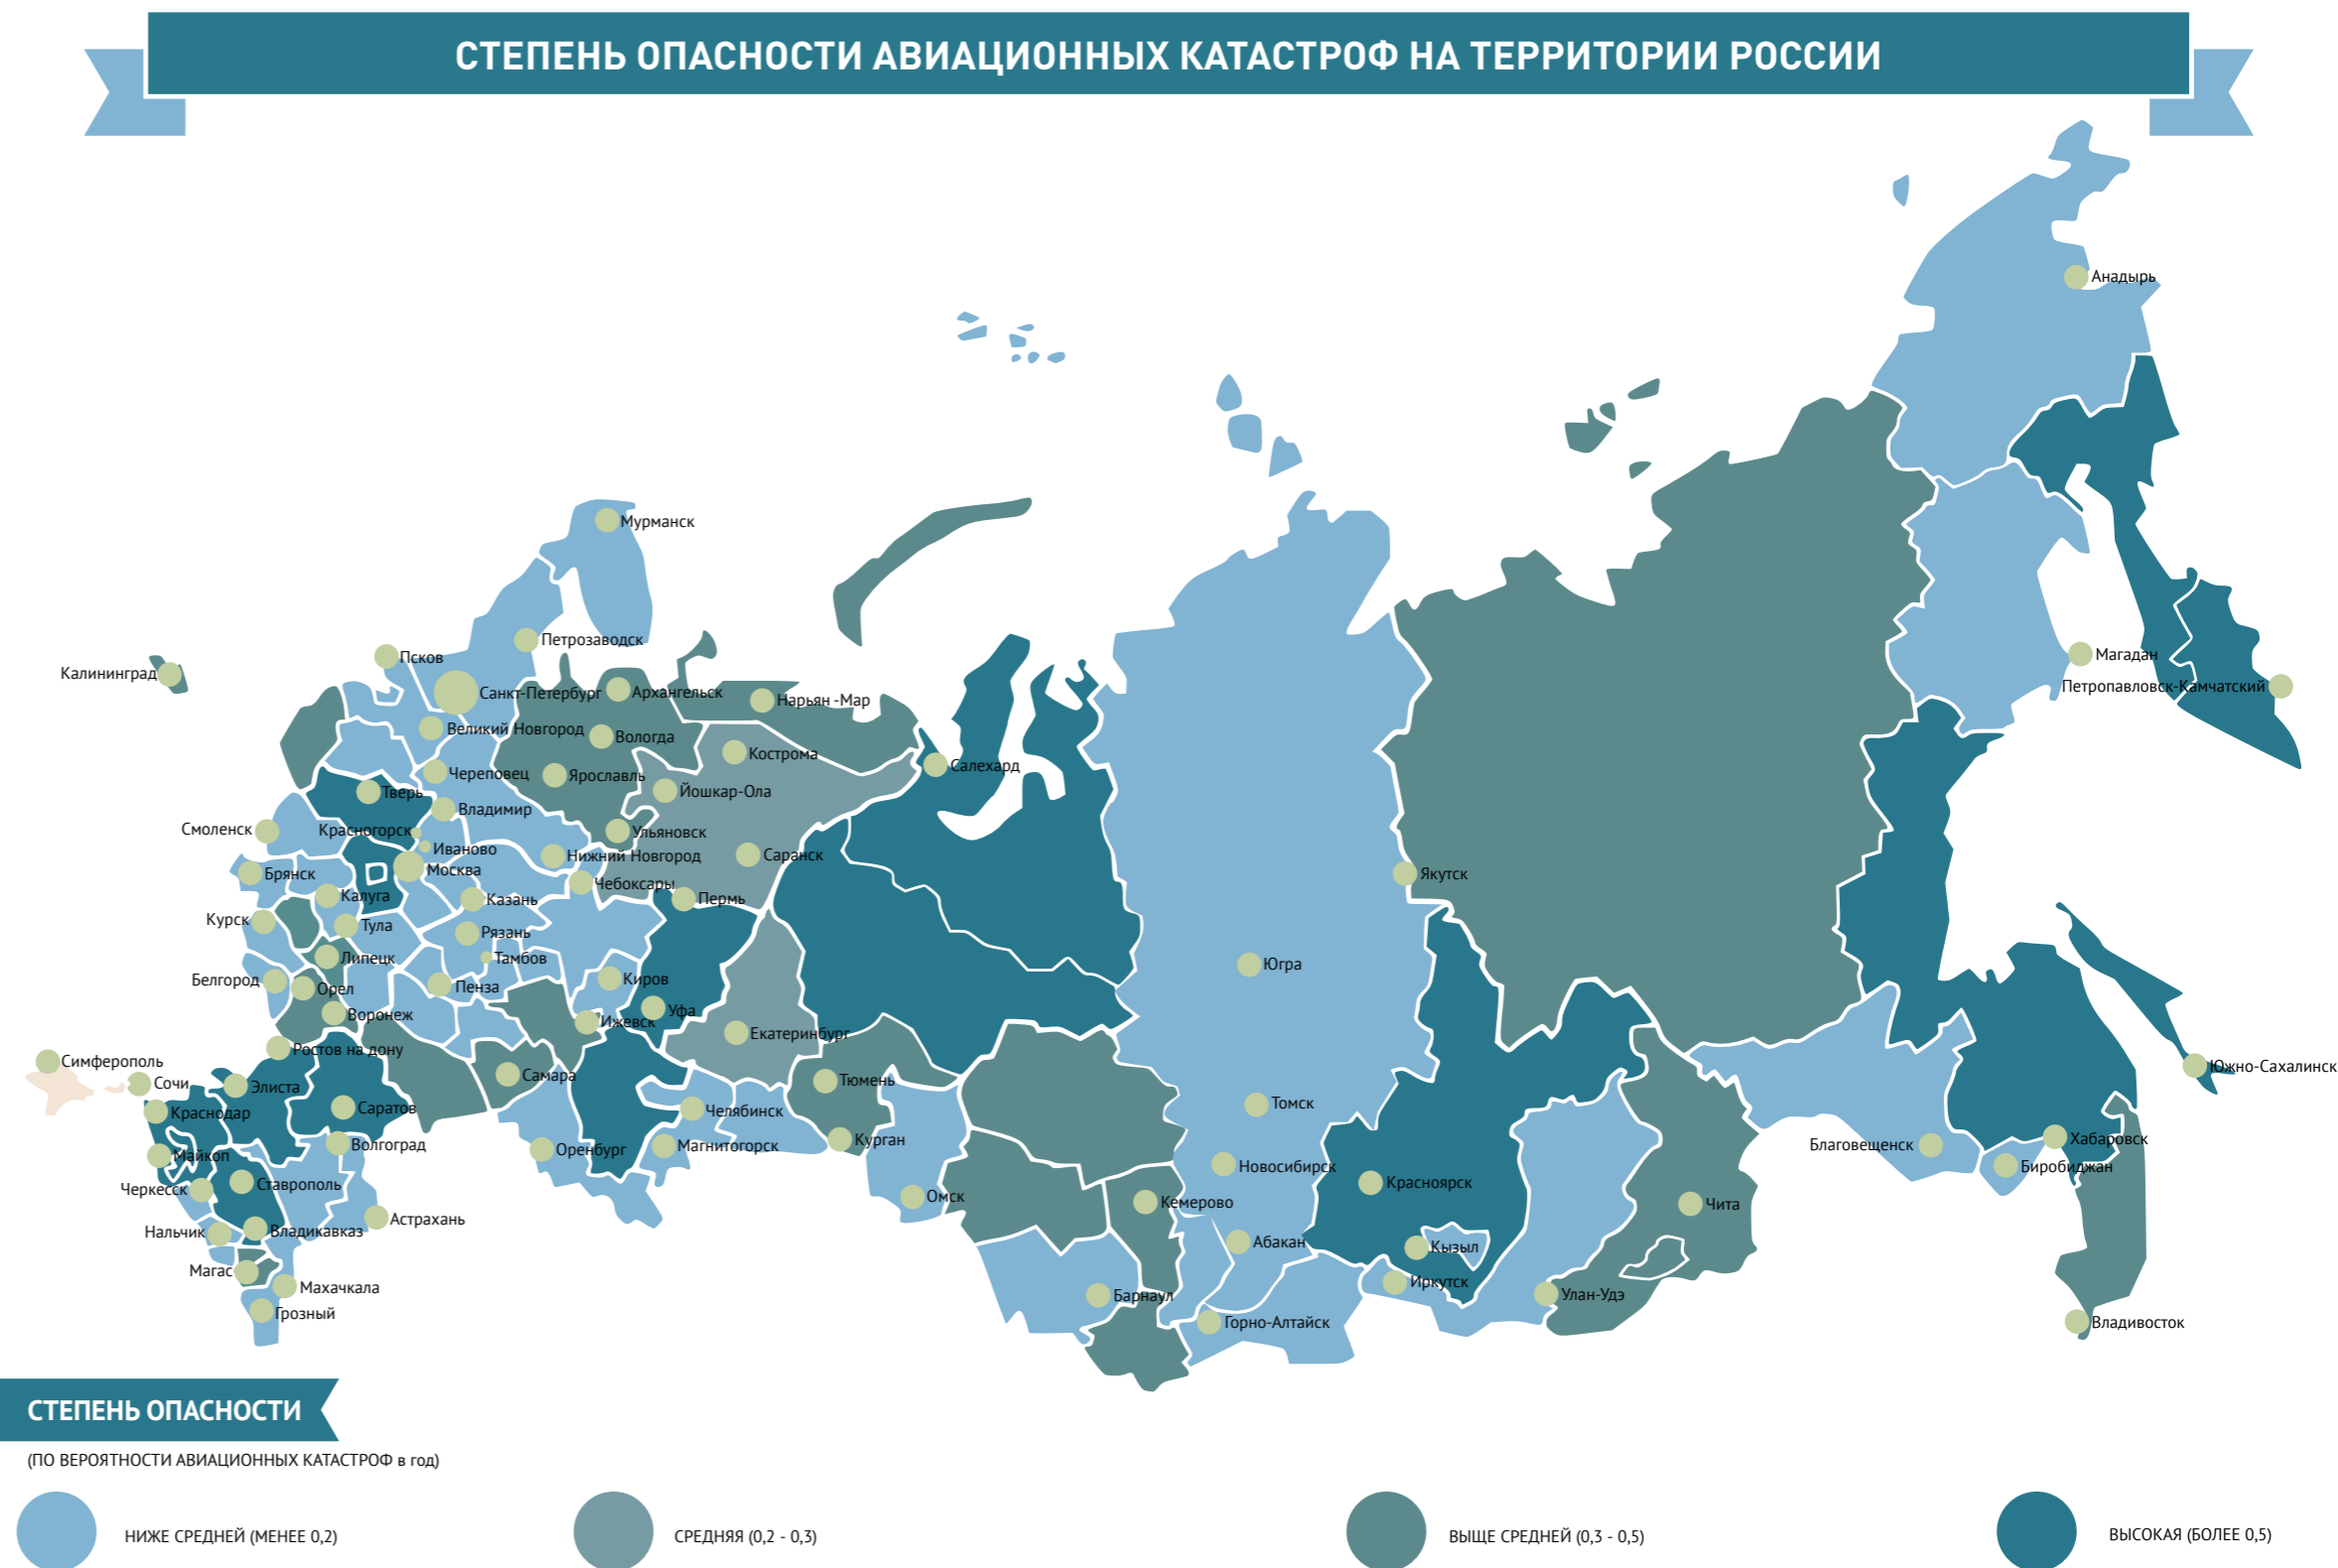 СТЕПЕНЬ ОПАСНОСТИ АВИАЦИОННЫХ КАТАСТРОФ НА ТЕРРИТОРИИ РОССИИ
Анадырь
Мурманск
Петрозаводск
Псков
Магадан
Калининград
Петропавловск-Камчатский
Санкт-Петербург
Архангельск
Нарьян -Мар
Великий Новгород
Вологда
Кострома
Салехард
Череповец
Ярославль
Йошкар-Ола
Тверь
Владимир
Смоленск
Красногорск
Ульяновск
Иваново
Нижний Новгород
Саранск
Москва
Брянск
Якутск
Чебоксары
Калуга
Казань
Пермь
Курск
Тула
Рязань
Липецк
Тамбов
Югра
Белгород
Орел
Пенза
Киров
Уфа
Воронеж
Ижевск
Екатеринбург
Ростов на дону
Симферополь
Южно-Сахалинск
Сочи
Элиста
Самара
Тюмень
Краснодар
Саратов
Челябинск
Томск
Волгоград
Оренбург
Магнитогорск
Курган
Благовещенск
Хабаровск
Майкоп
Новосибирск
Биробиджан
Черкесск
Ставрополь
Красноярск
Омск
Кемерово
Чита
Астрахань
Нальчик
Владикавказ
Абакан
Кызыл
Магас
Махачкала
Иркутск
Барнаул
Улан-Удэ
Грозный
Горно-Алтайск
Владивосток
СТЕПЕНЬ ОПАСНОСТИ
(ПО ВЕРОЯТНОСТИ АВИАЦИОННЫХ КАТАСТРОФ в год)
НИЖЕ СРЕДНЕЙ (МЕНЕЕ 0,2)
СРЕДНЯЯ (0,2 - 0,3)
ВЫЩЕ СРЕДНЕЙ (0,3 - 0,5)
ВЫСОКАЯ (БОЛЕЕ 0,5)